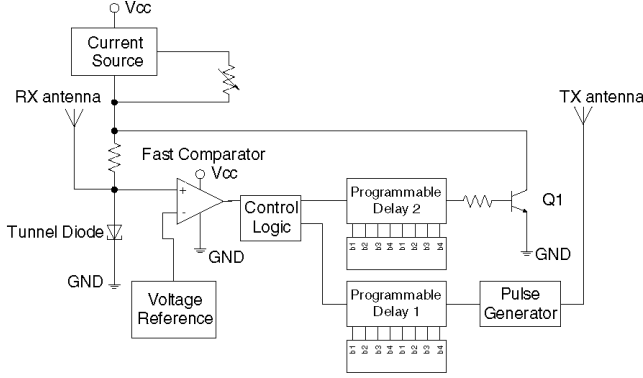 Vcc
Current
Source
RX antenna
TX antenna
Fast Comparator
Vcc
+
-
Control
Logic
Programmable
Delay 2
b1 b2 b3 b4 b1 b2 b3 b4
Q1
GND
Tunnel Diode
GND
GND
Voltage
Reference
Programmable
Delay 1
b1 b2 b3 b4 b1 b2 b3 b4
Pulse
Generator